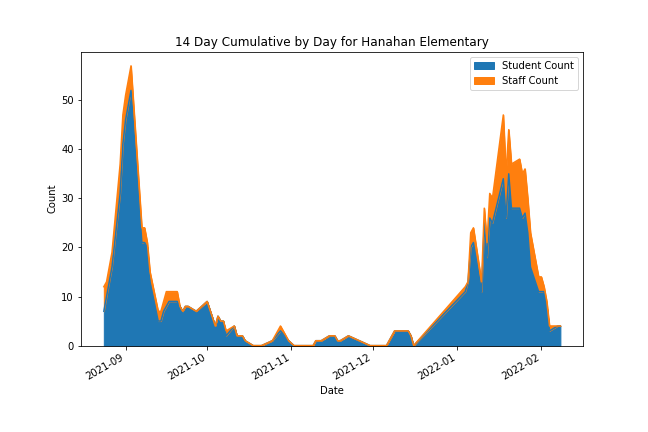 14 Day Cumulative by Day for Hanahan Elementary
Student Count
Staff Count
Count
50
40
30
20
10
0
2021-09
2021-10
2021-11
2021-12
2022-01
2022-02
Date